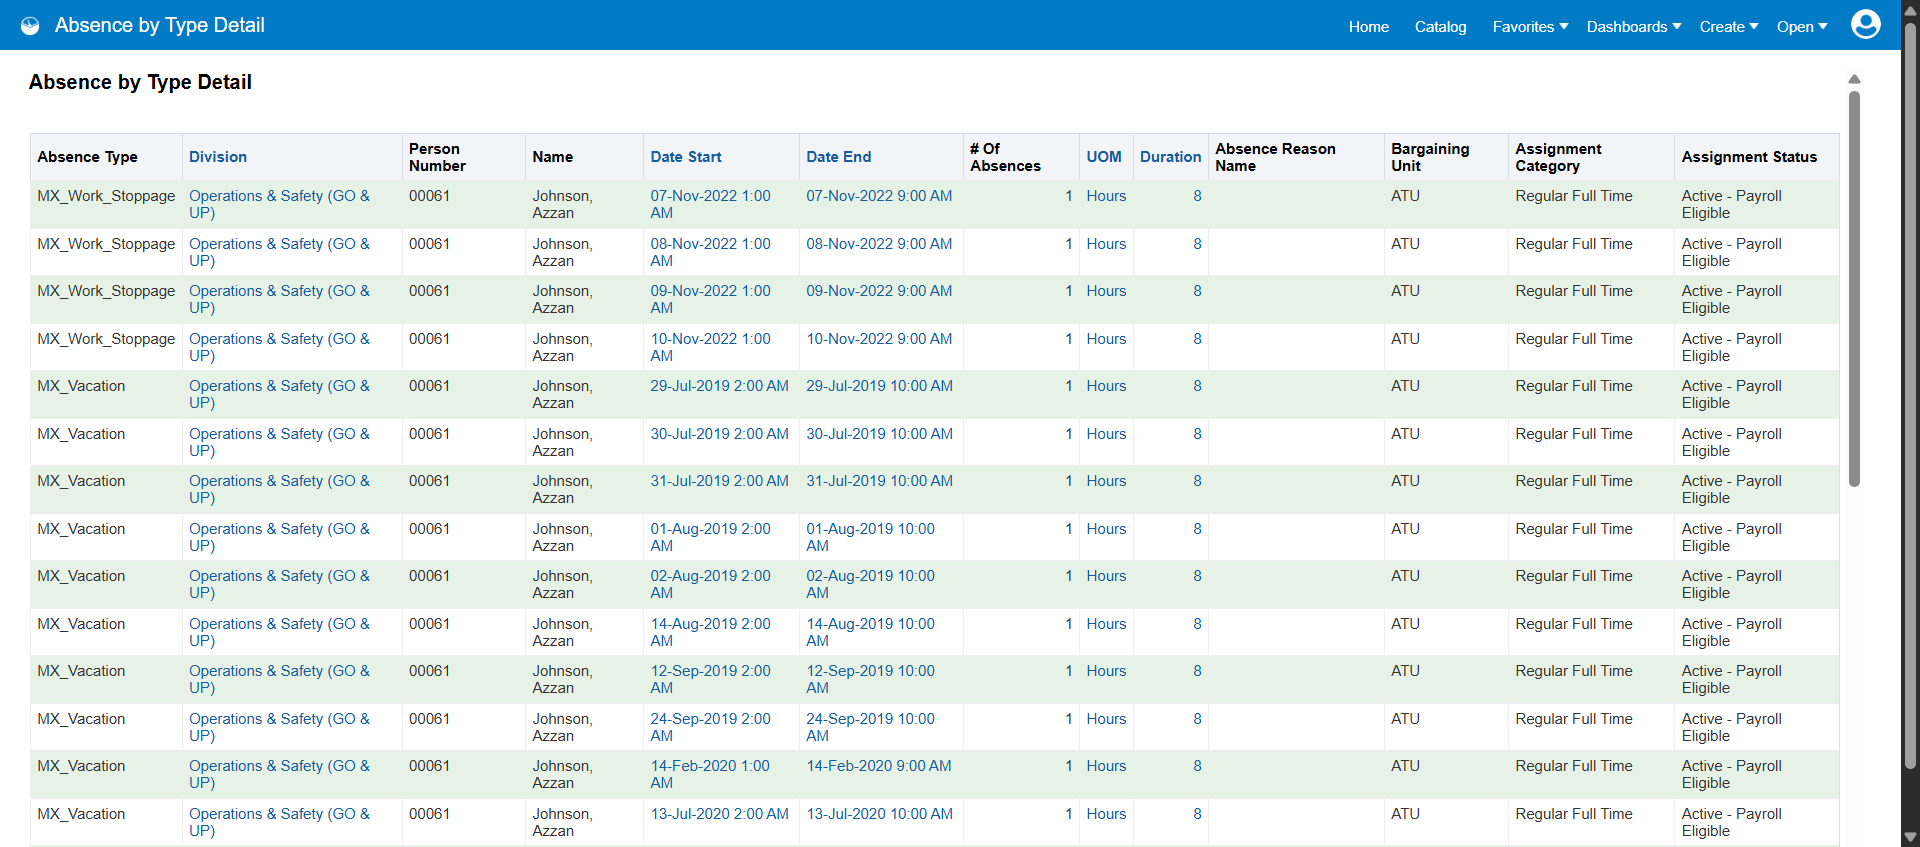 Absence by Type Detail
Home Catalog Favorites Dashboards Create Open
Absence by Type Detail
Absence Type Division Person Number Name Date Start Date End # Of Absences UOM Duration Absence Reason Name Bargaining Unit Assignment Category Assignment Status
MX_Work_Stoppage Operations & Safety (GO & UP) 00061 Johnson, Azzan 07-Nov-2022 1:00 AM 07-Nov-2022 9:00 AM 1 Hours 8 ATU Regular Full Time Active - Payroll Eligible
MX_Work_Stoppage Operations & Safety (GO & UP) 00061 Johnson, Azzan 08-Nov-2022 1:00 AM 08-Nov-2022 9:00 AM 1 Hours 8 ATU Regular Full Time Active - Payroll Eligible
MX_Work_Stoppage Operations & Safety (GO & UP) 00061 Johnson, Azzan 09-Nov-2022 1:00 AM 09-Nov-2022 9:00 AM 1 Hours 8 ATU Regular Full Time Active - Payroll Eligible
MX_Work_Stoppage Operations & Safety (GO & UP) 00061 Johnson, Azzan 10-Nov-2022 1:00 AM 10-Nov-2022 9:00 AM 1 Hours 8 ATU Regular Full Time Active - Payroll Eligible
MX_Vacation Operations & Safety (GO & UP) 00061 Johnson, Azzan 29-Jul-2019 2:00 AM 29-Jul-2019 10:00 AM 1 Hours 8 ATU Regular Full Time Active - Payroll Eligible
MX_Vacation Operations & Safety (GO & UP) 00061 Johnson, Azzan 30-Jul-2019 2:00 AM 30-Jul-2019 10:00 AM 1 Hours 8 ATU Regular Full Time Active - Payroll Eligible
MX_Vacation Operations & Safety (GO & UP) 00061 Johnson, Azzan 31-Jul-2019 2:00 AM 31-Jul-2019 10:00 AM 1 Hours 8 ATU Regular Full Time Active - Payroll Eligible
MX_Vacation Operations & Safety (GO & UP) 00061 Johnson, Azzan 01-Aug-2019 2:00 AM 01-Aug-2019 10:00 AM 1 Hours 8 ATU Regular Full Time Active - Payroll Eligible
MX_Vacation Operations & Safety (GO & UP) 00061 Johnson, Azzan 02-Aug-2019 2:00 AM 02-Aug-2019 10:00 AM 1 Hours 8 ATU Regular Full Time Active - Payroll Eligible
MX_Vacation Operations & Safety (GO & UP) 00061 Johnson, Azzan 14-Aug-2019 2:00 AM 14-Aug-2019 10:00 AM 1 Hours 8 ATU Regular Full Time Active - Payroll Eligible
MX_Vacation Operations & Safety (GO & UP) 00061 Johnson, Azzan 12-Sep-2019 2:00 AM 12-Sep-2019 10:00 AM 1 Hours 8 ATU Regular Full Time Active - Payroll Eligible
MX_Vacation Operations & Safety (GO & UP) 00061 Johnson, Azzan 24-Sep-2019 2:00 AM 24-Sep-2019 10:00 AM 1 Hours 8 ATU Regular Full Time Active - Payroll Eligible
MX_Vacation Operations & Safety (GO & UP) 00061 Johnson, Azzan 14-Feb-2020 1:00 AM 14-Feb-2020 9:00 AM 1 Hours 8 ATU Regular Full Time Active - Payroll Eligible
MX_Vacation Operations & Safety (GO & UP) 00061 Johnson, Azzan 13-Jul-2020 2:00 AM 13-Jul-2020 10:00 AM 1 Hours 8 ATU Regular Full Time Active - Payroll Eligible